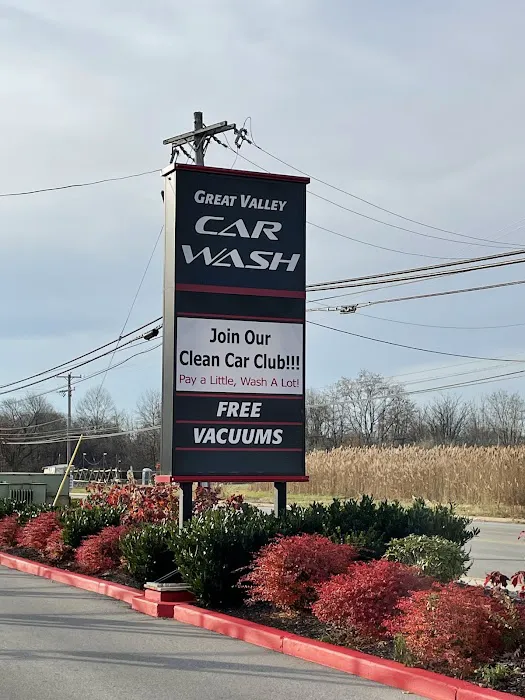 GREAT VALLEY
CAR
WASH
Join Our
Clean Car Club!!!
Pay a Little, Wash A Lot!
FREE
VACUUMS